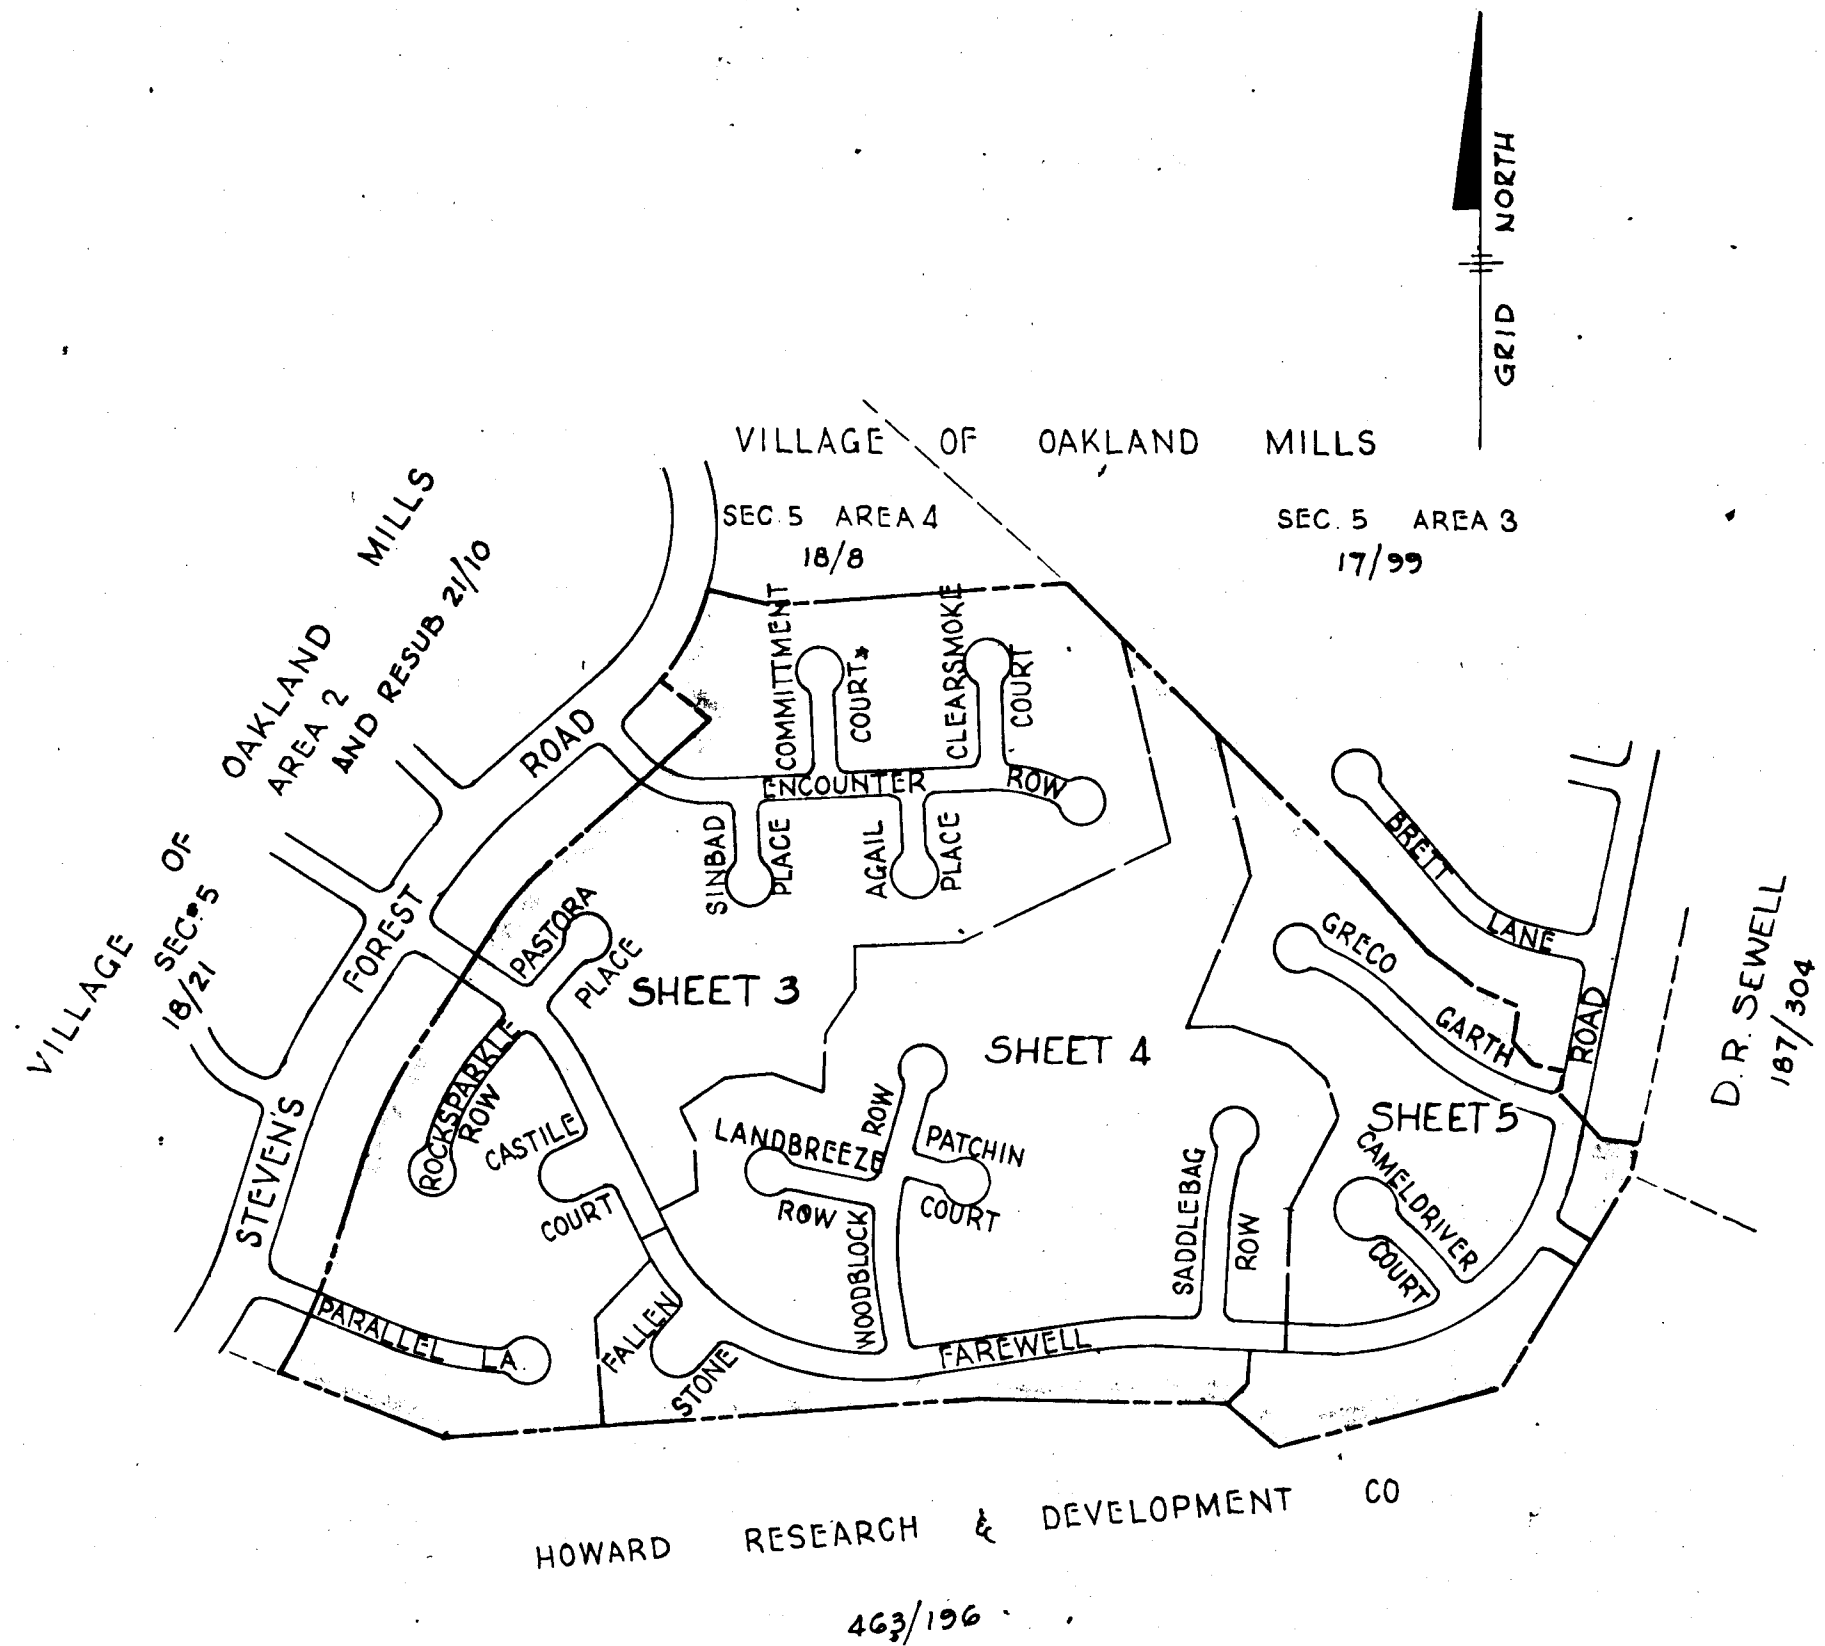 GRID NORTH
VILLAGE OF OAKLAND MILLS
SEC. 5 AREA 4
18/8
SEC. 5 AREA 3
17/99
VILLAGE OF OAKLAND MILLS
SEC. 5 AREA 2
18/21 AND RESUB 21/10
STEVEN'S FOREST ROAD
COMMITTMENT COURT
CLEARSMOKE COURT
ENCOUNTER ROW
SINBAD PLACE
AGAIL PLACE
PASTORA PLACE
SHEET 3
ROCKSPARKLE ROW
CASTILE COURT
PARALLEL LA.
FALLEN STONE
SHEET 4
LANDBREEZE ROW
PATCHIN COURT
WOODBLOCK ROW
SADDLEBAG ROW
FAREWELL ROAD
BRETT LANE
GRECO GARTH
SHEET 5
CAMELDRIVER COURT
D.R. SEWELL
187/304
HOWARD RESEARCH & DEVELOPMENT CO
463/196